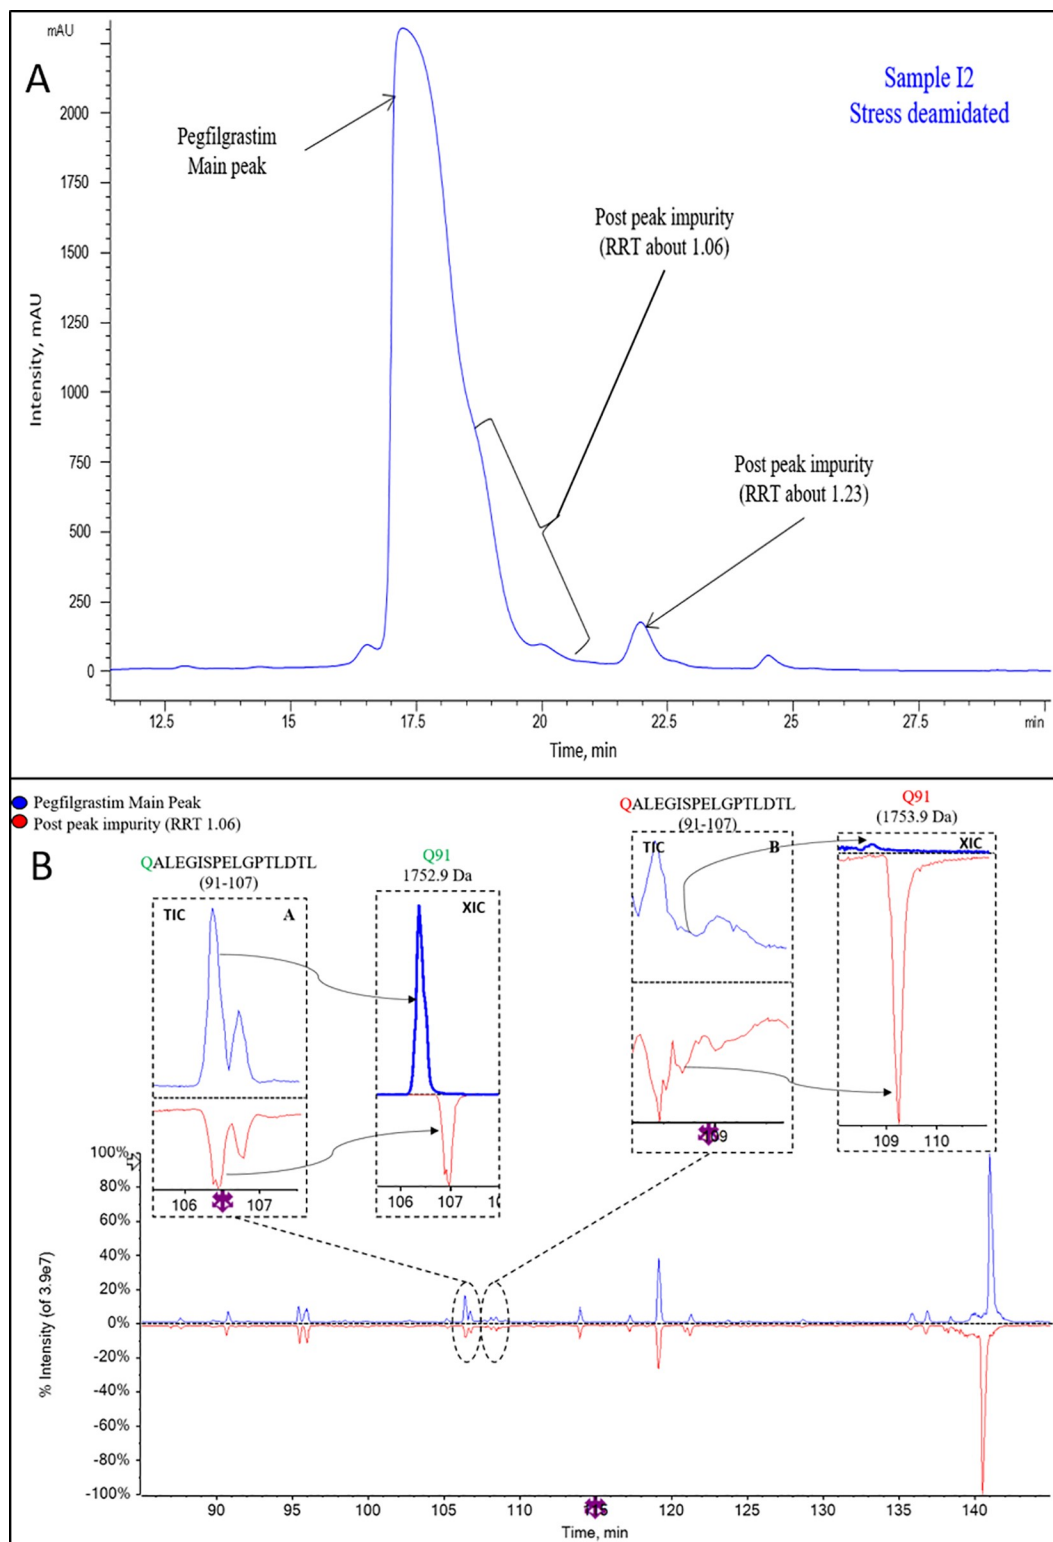 mAU
A
Sample I2
Stress deamidated
Pegfilgrastim
Main peak
Post peak impurity
(RRT about 1.06)
Post peak impurity
(RRT about 1.23)
Intensity, mAU
2000
1750
1500
1250
1000
750
500
250
0
12.5
15
17.5
20
22.5
25
27.5
min
Time, min
Pegfilgrastim Main Peak
Post peak impurity (RRT 1.06)
B
QALEGISPELGPTLDTL
(91-107)
Q91
1752.9 Da
TIC
A
XIC
106
107
106
107
QALEGISPELGPTLDTL
(91-107)
Q91
(1753.9 Da)
TIC
B
XIC
109
110
% Intensity (of 3.9e7)
100%
80%
60%
40%
20%
0%
-20%
-40%
-60%
-80%
-100%
90
95
100
105
110
120
125
130
135
140
Time, min